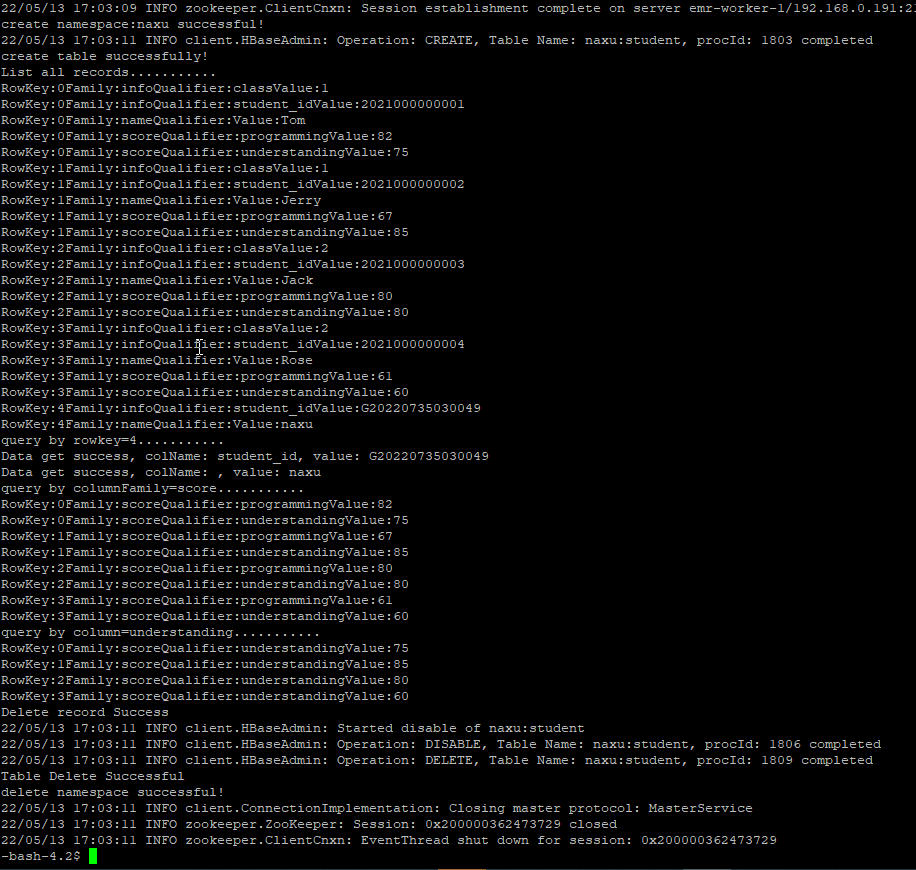 22/05/13 17:03:09 INFO zookeeper.ClientCnxn: Session establishment complete on server emr-worker-1/192.168.0.191:2
create namespace:naxu successful!
22/05/13 17:03:11 INFO client.HBaseAdmin: Operation: CREATE, Table Name: naxu:student, procId: 1803 completed
create table successfully!
List all records...........
RowKey:0Family:infoQualifier:classValue:1
RowKey:0Family:infoQualifier:student_idValue:2021000000001
RowKey:0Family:nameQualifier:Value:Tom
RowKey:0Family:scoreQualifier:programmingValue:82
RowKey:0Family:scoreQualifier:understandingValue:75
RowKey:1Family:infoQualifier:classValue:1
RowKey:1Family:infoQualifier:student_idValue:2021000000002
RowKey:1Family:nameQualifier:Value:Jerry
RowKey:1Family:scoreQualifier:programmingValue:67
RowKey:1Family:scoreQualifier:understandingValue:85
RowKey:2Family:infoQualifier:classValue:2
RowKey:2Family:infoQualifier:student_idValue:2021000000003
RowKey:2Family:nameQualifier:Value:Jack
RowKey:2Family:scoreQualifier:programmingValue:80
RowKey:2Family:scoreQualifier:understandingValue:80
RowKey:3Family:infoQualifier:classValue:2
RowKey:3Family:infoQualifier:student_idValue:2021000000004
RowKey:3Family:nameQualifier:Value:Rose
RowKey:3Family:scoreQualifier:programmingValue:61
RowKey:3Family:scoreQualifier:understandingValue:60
RowKey:4Family:infoQualifier:student_idValue:G20220735030049
RowKey:4Family:nameQualifier:Value:naxu
query by rowkey=4...........
Data get success, colName: student_id, value: G20220735030049
Data get success, colName: , value: naxu
query by columnFamily=score...........
RowKey:0Family:scoreQualifier:programmingValue:82
RowKey:0Family:scoreQualifier:understandingValue:75
RowKey:1Family:scoreQualifier:programmingValue:67
RowKey:1Family:scoreQualifier:understandingValue:85
RowKey:2Family:scoreQualifier:programmingValue:80
RowKey:2Family:scoreQualifier:understandingValue:80
RowKey:3Family:scoreQualifier:programmingValue:61
RowKey:3Family:scoreQualifier:understandingValue:60
query by column=understanding...........
RowKey:0Family:scoreQualifier:understandingValue:75
RowKey:1Family:scoreQualifier:understandingValue:85
RowKey:2Family:scoreQualifier:understandingValue:80
RowKey:3Family:scoreQualifier:understandingValue:60
Delete record Success
22/05/13 17:03:11 INFO client.HBaseAdmin: Started disable of naxu:student
22/05/13 17:03:11 INFO client.HBaseAdmin: Operation: DISABLE, Table Name: naxu:student, procId: 1806 completed
22/05/13 17:03:11 INFO client.HBaseAdmin: Operation: DELETE, Table Name: naxu:student, procId: 1809 completed
Table Delete Successful
delete namespace successful!
22/05/13 17:03:11 INFO client.ConnectionImplementation: Closing master protocol: MasterService
22/05/13 17:03:11 INFO zookeeper.ZooKeeper: Session: 0x200000362473729 closed
22/05/13 17:03:11 INFO zookeeper.ClientCnxn: EventThread shut down for session: 0x200000362473729
-bash-4.2$